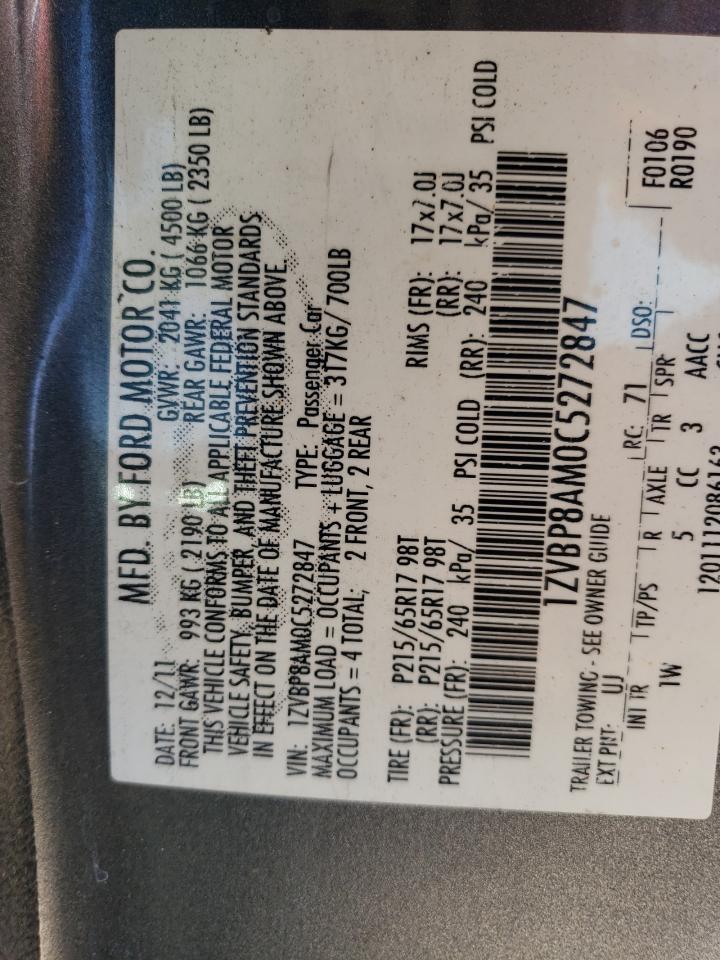 MFD. BY FORD MOTOR CO.
DATE: 12/11 GVWR: 2041 KG ( 4500 LB)
FRONT GAWR: 993 KG ( 2190 LB) REAR GAWR: 1066 KG ( 2350 LB)
THIS VEHICLE CONFORMS TO ALL APPLICABLE FEDERAL MOTOR
VEHICLE SAFETY, BUMPER, AND THEFT PREVENTION STANDARDS
IN EFFECT ON THE DATE OF MANUFACTURE SHOWN ABOVE.
VIN: 1ZVBP8AM0C5272847 TYPE: Passenger Car
MAXIMUM LOAD = OCCUPANTS + LUGGAGE = 317KG/ 700LB
OCCUPANTS = 4 TOTAL; 2 FRONT, 2 REAR
TIRE (FR): P215/65R17 98T RIMS (FR): 17x7.0J
(RR): P215/65R17 98T (RR): 17x7.0J
PRESSURE (FR): 240 kPa/ 35 PSI COLD (RR): 240 kPa/ 35 PSI COLD
1ZVBP8AM0C5272847
TRAILER TOWING - SEE OWNER GUIDE
EXT PNT: UJ RC: 71 DSO: F0106
INT TR TP/PS R AXLE TR SPR R0190
1W 5 CC 3 AACC